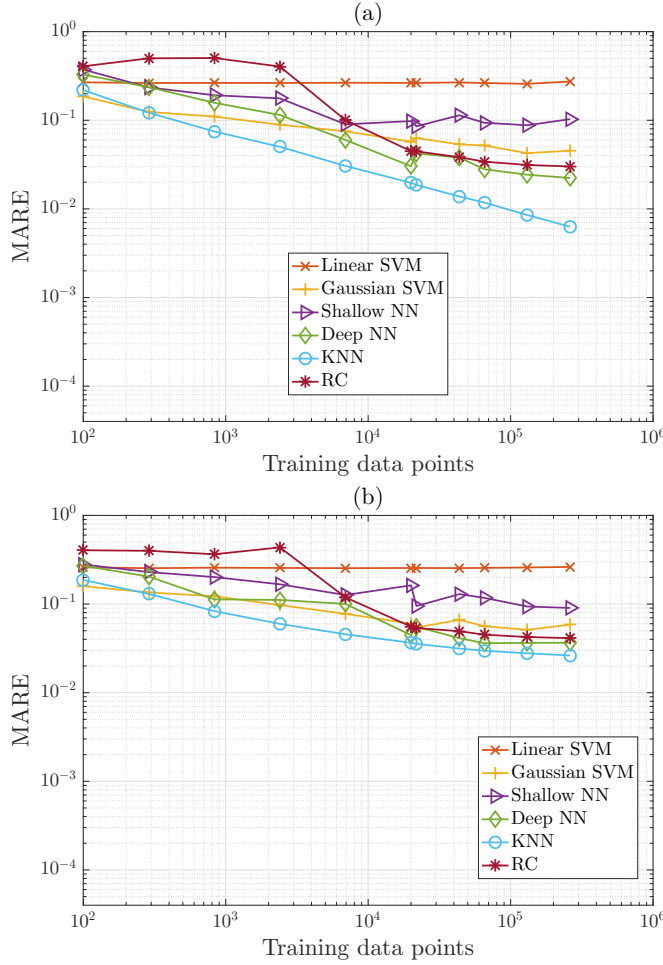 (a)
10^0
10^-1
10^-2
10^-3
10^-4
MARE
Linear SVM
Gaussian SVM
Shallow NN
Deep NN
KNN
RC
10^2
10^3
10^4
10^5
10^6
Training data points
(b)
10^0
10^-1
10^-2
10^-3
10^-4
MARE
Linear SVM
Gaussian SVM
Shallow NN
Deep NN
KNN
RC
10^2
10^3
10^4
10^5
10^6
Training data points